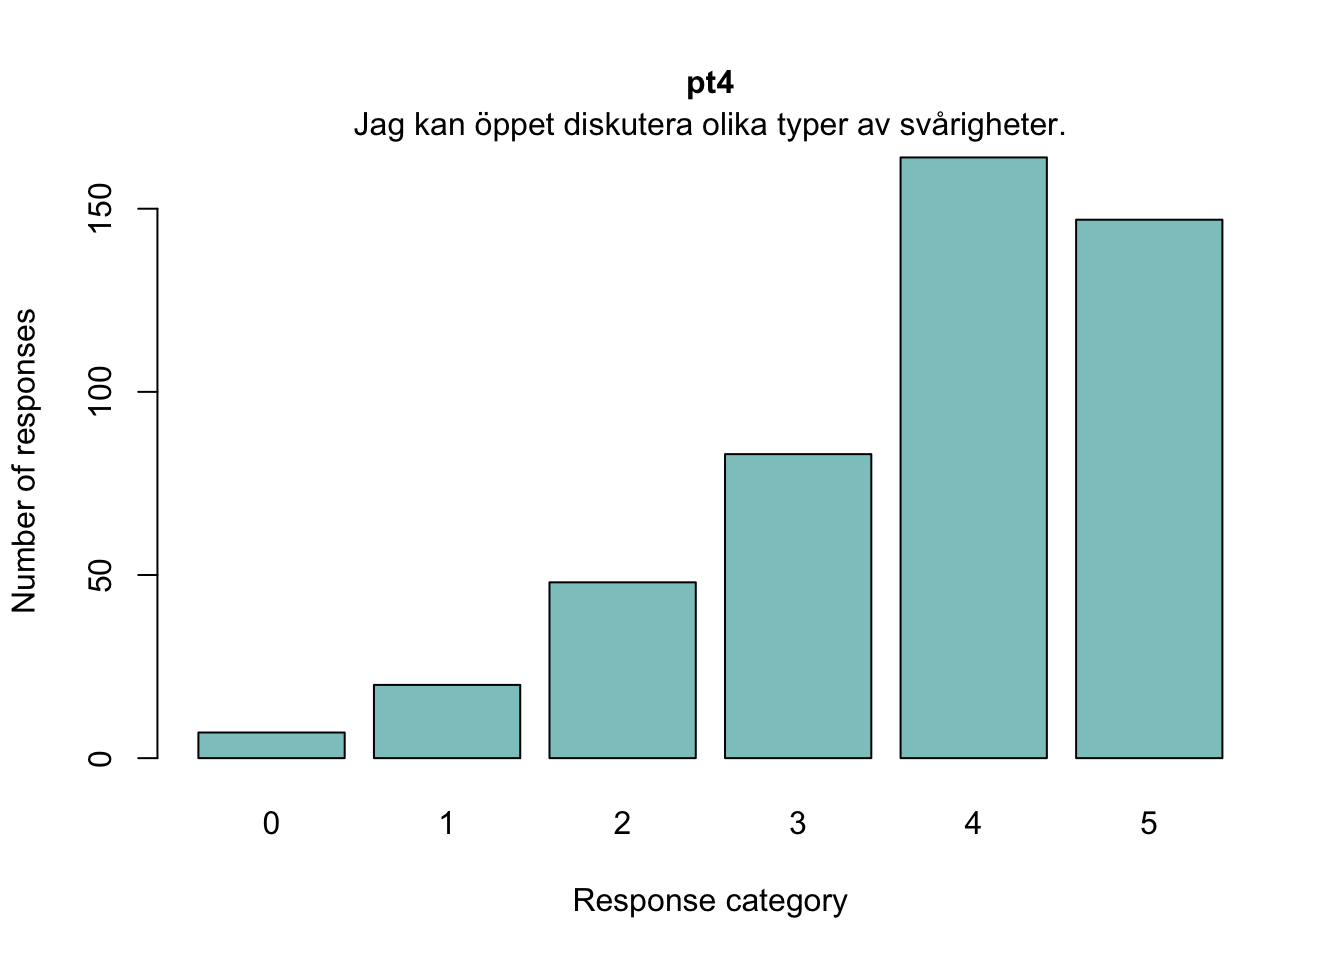 pt4
Jag kan öppet diskutera olika typer av svårigheter.
Number of responses
150
100
50
0
0 1 2 3 4 5
Response category